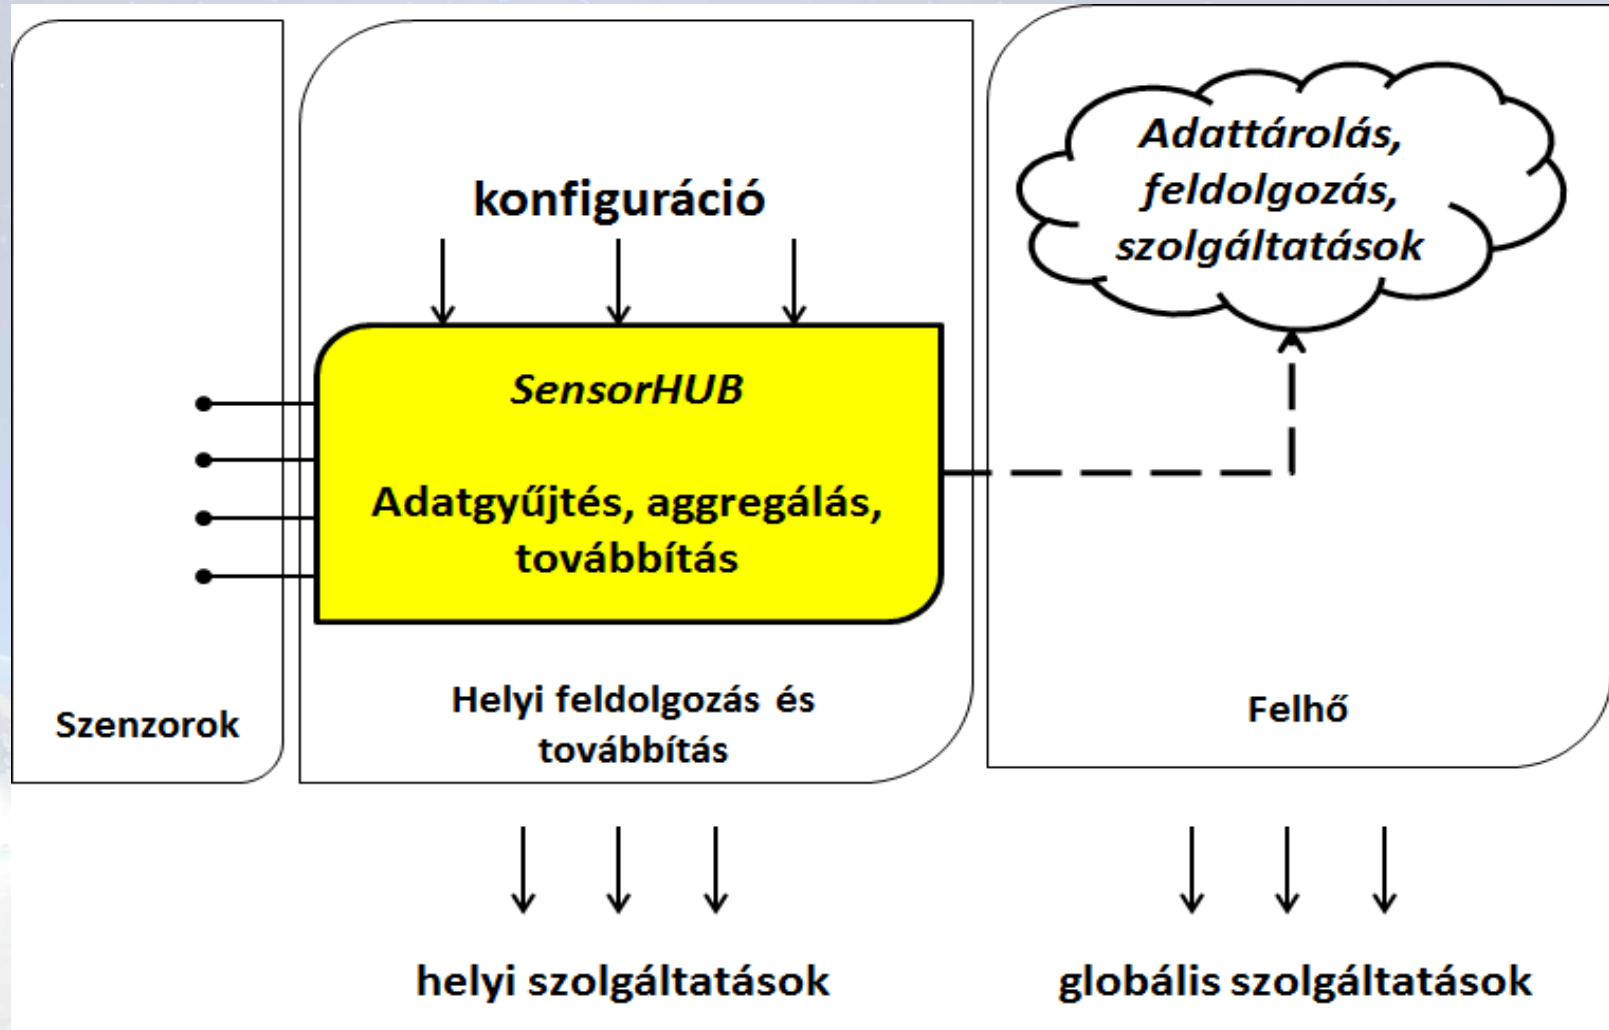 konfiguráció
SensorHUB
Adatgyűjtés, aggregálás,
továbbítás
Adattárolás,
feldolgozás,
szolgáltatások
Szenzorok
Helyi feldolgozás és
továbbítás
Felhő
helyi szolgáltatások
globális szolgáltatások